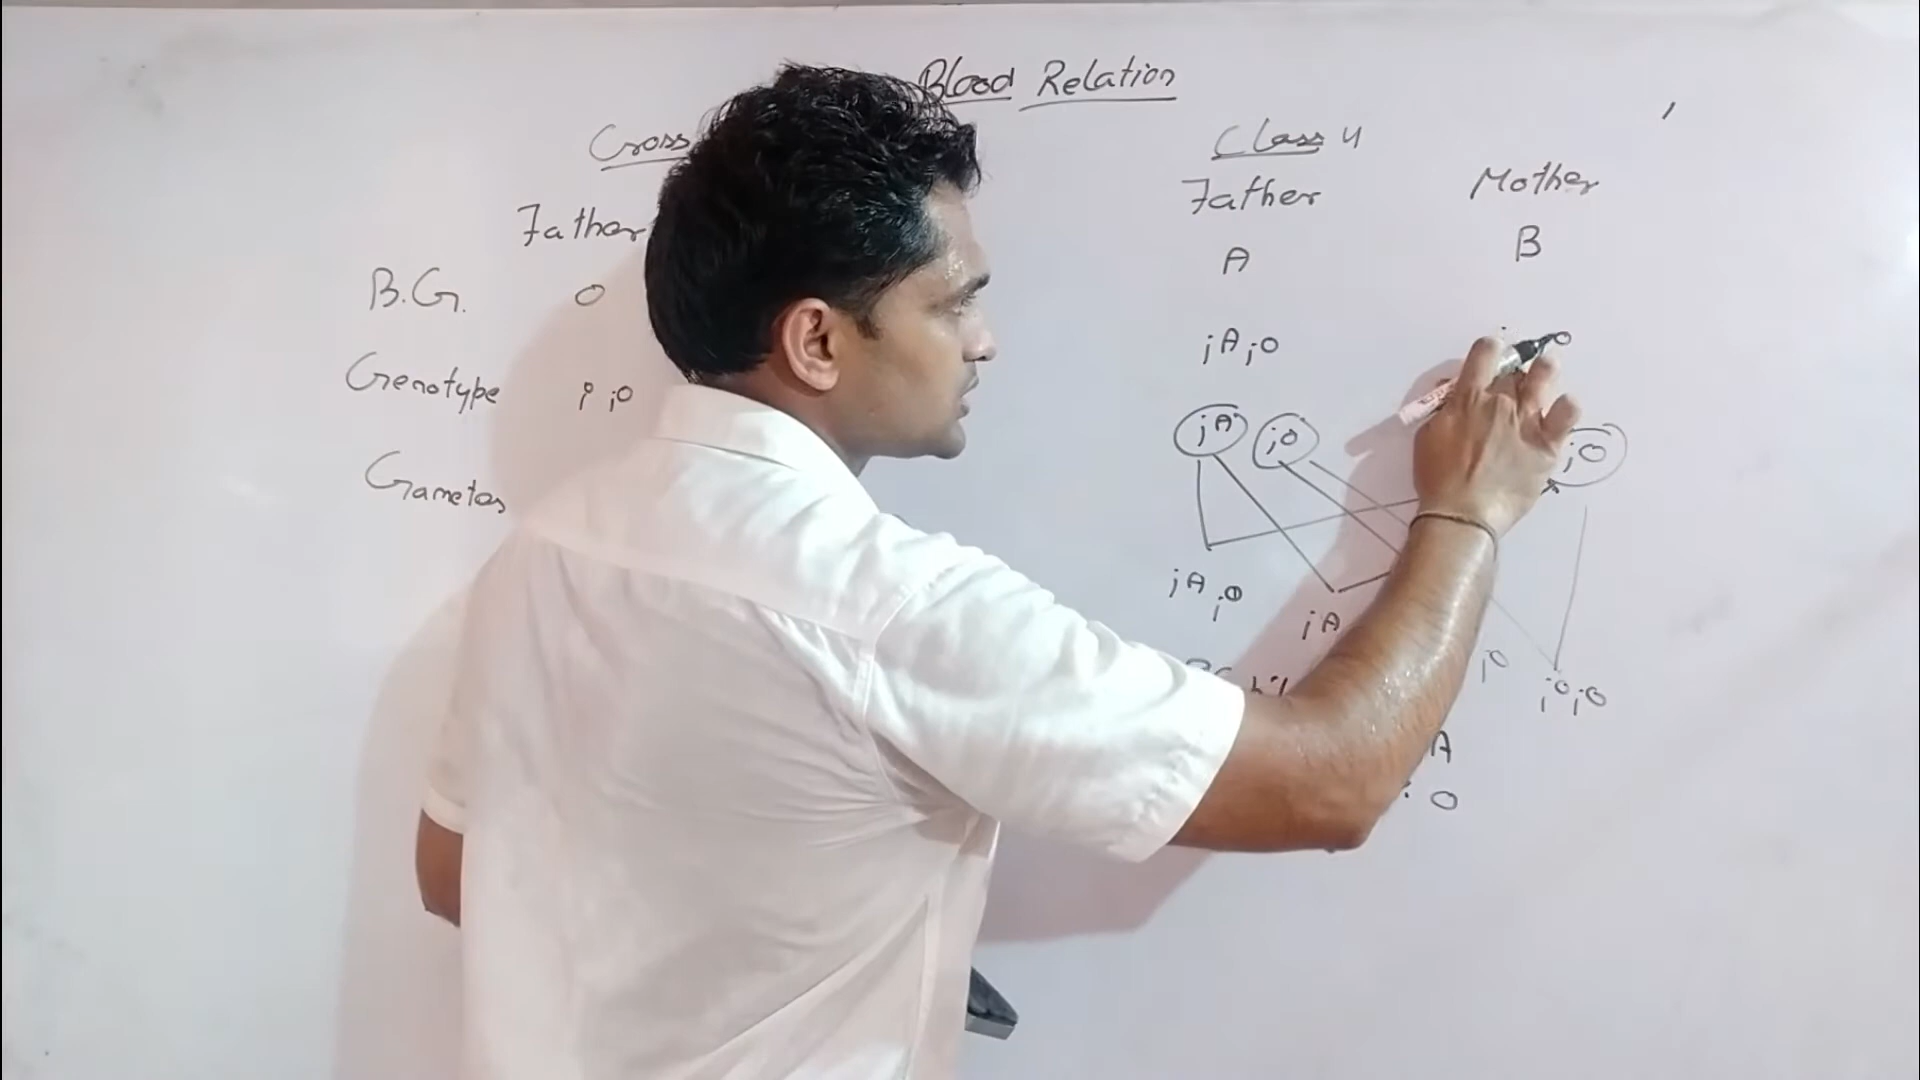 Blood Relation
Cross
Class 4
Father
Father
Mother
B.G.
O
A
B
Genotype
i iO
iA iO
Gametes
iA
iO
iO
iA iO
iA
iO
iO iO
A
: O